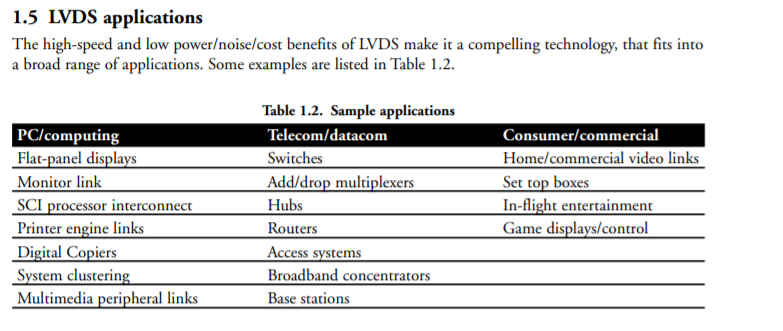 1.5 LVDS applications
The high-speed and low power/noise/cost benefits of LVDS make it a compelling technology, that fits into
a broad range of applications. Some examples are listed in Table 1.2.
Table 1.2. Sample applications
PC/computing Telecom/datacom Consumer/commercial
Flat-panel displays Switches Home/commercial video links
Monitor link Add/drop multiplexers Set top boxes
SCI processor interconnect Hubs In-flight entertainment
Printer engine links Routers Game displays/control
Digital Copiers Access systems
System clustering Broadband concentrators
Multimedia peripheral links Base stations